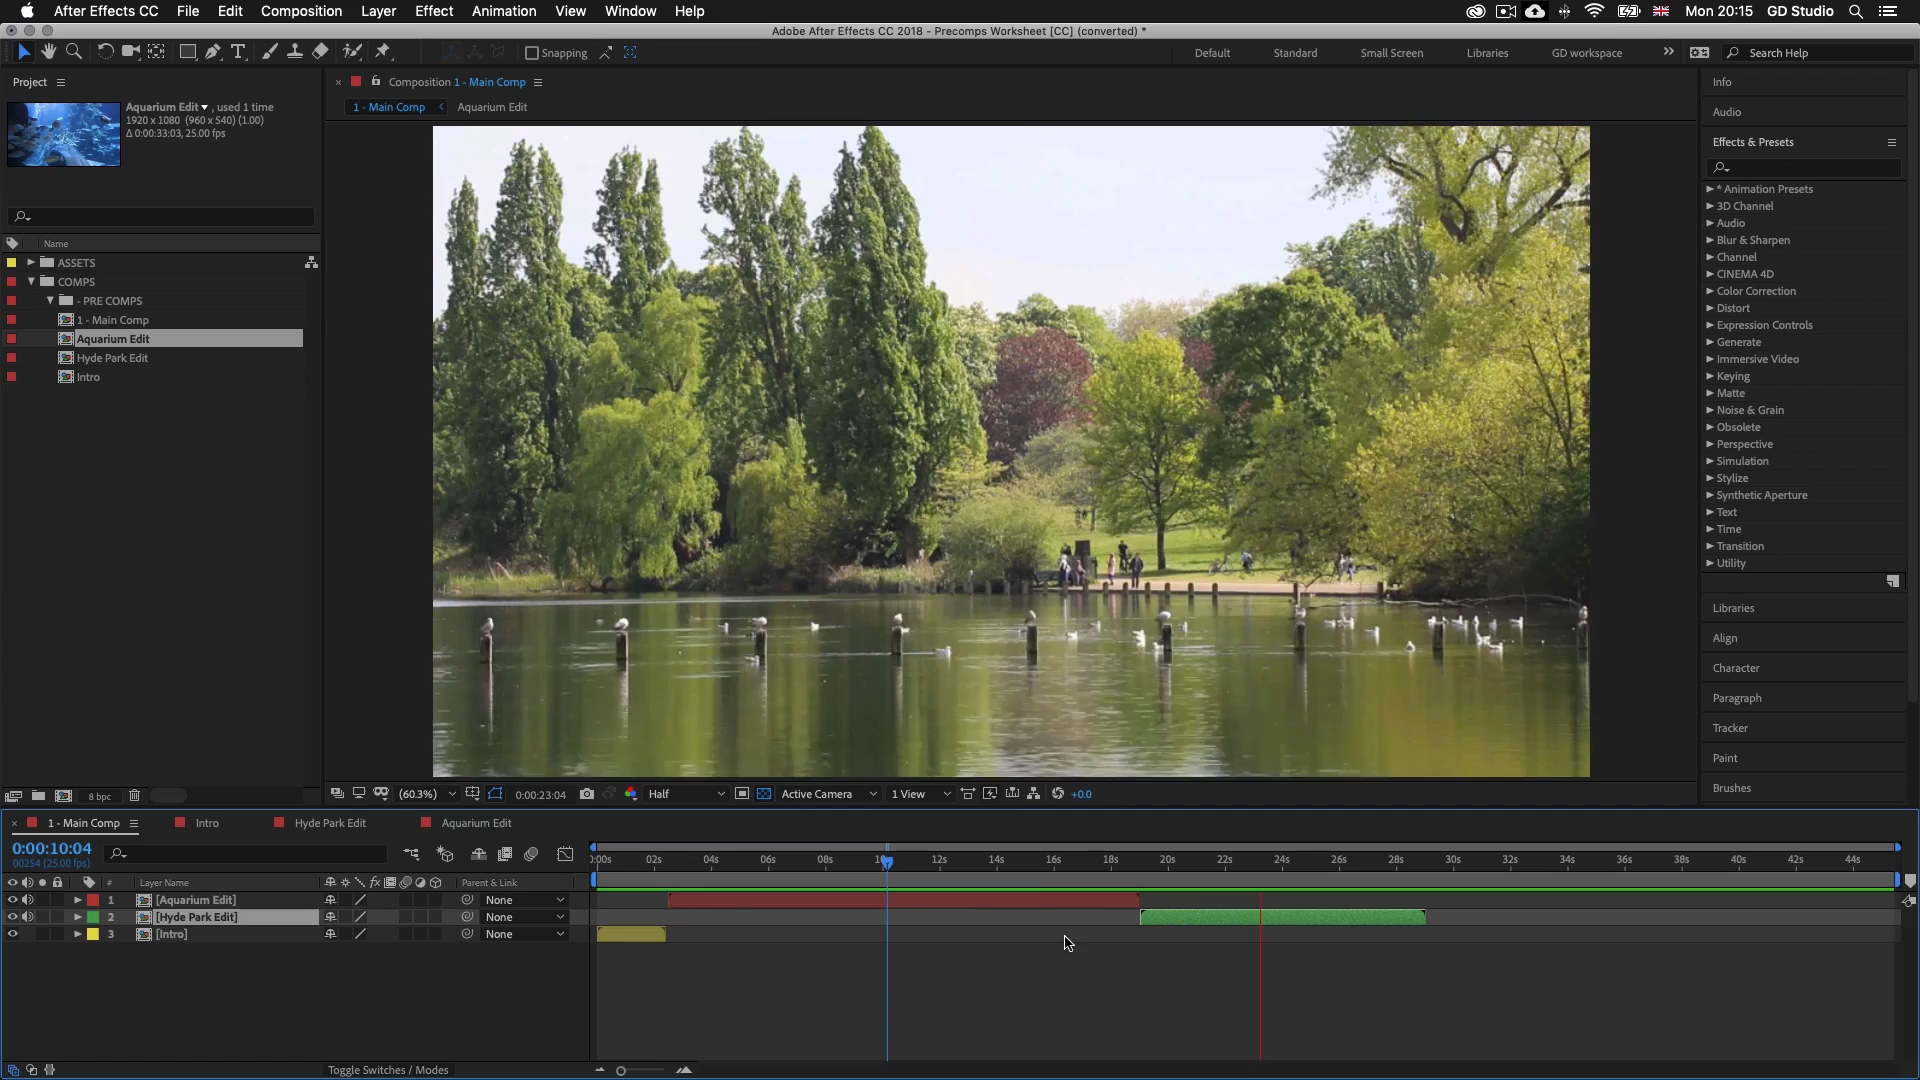 After Effects CC File Edit Composition Layer Effect Animation View Window Help Mon 20:15 GD Studio
Adobe After Effects CC 2018 - Precomps Worksheet [CC] (converted) *
Snapping Default Standard Small Screen Libraries GD workspace Search Help
Project
Aquarium Edit , used 1 time
1920 x 1080 (960 x 540) (1.00)
Δ 0:00:33:03, 25.00 fps
Name
ASSETS
COMPS
- PRE COMPS
1 - Main Comp
Aquarium Edit
Hyde Park Edit
Intro
8 bpc
Composition 1 - Main Comp
1 - Main Comp Aquarium Edit
(60.3%) 0:00:23:04 Half Active Camera 1 View +0.0
Info
Audio
Effects & Presets
* Animation Presets
3D Channel
Audio
Blur & Sharpen
Channel
CINEMA 4D
Color Correction
Distort
Expression Controls
Generate
Immersive Video
Keying
Matte
Noise & Grain
Obsolete
Perspective
Simulation
Stylize
Synthetic Aperture
Text
Time
Transition
Utility
Libraries
Align
Character
Paragraph
Tracker
Paint
Brushes
1 - Main Comp Intro Hyde Park Edit Aquarium Edit
0:00:10:04
00254 (25.00 fps)
02s 04s 06s 08s 12s 14s 16s 18s 20s 22s 24s 26s 28s 30s 32s 34s 36s 38s 40s 42s 44s
# Layer Name Parent & Link
1 [Aquarium Edit] None
2 [Hyde Park Edit] None
3 [Intro] None
Toggle Switches / Modes